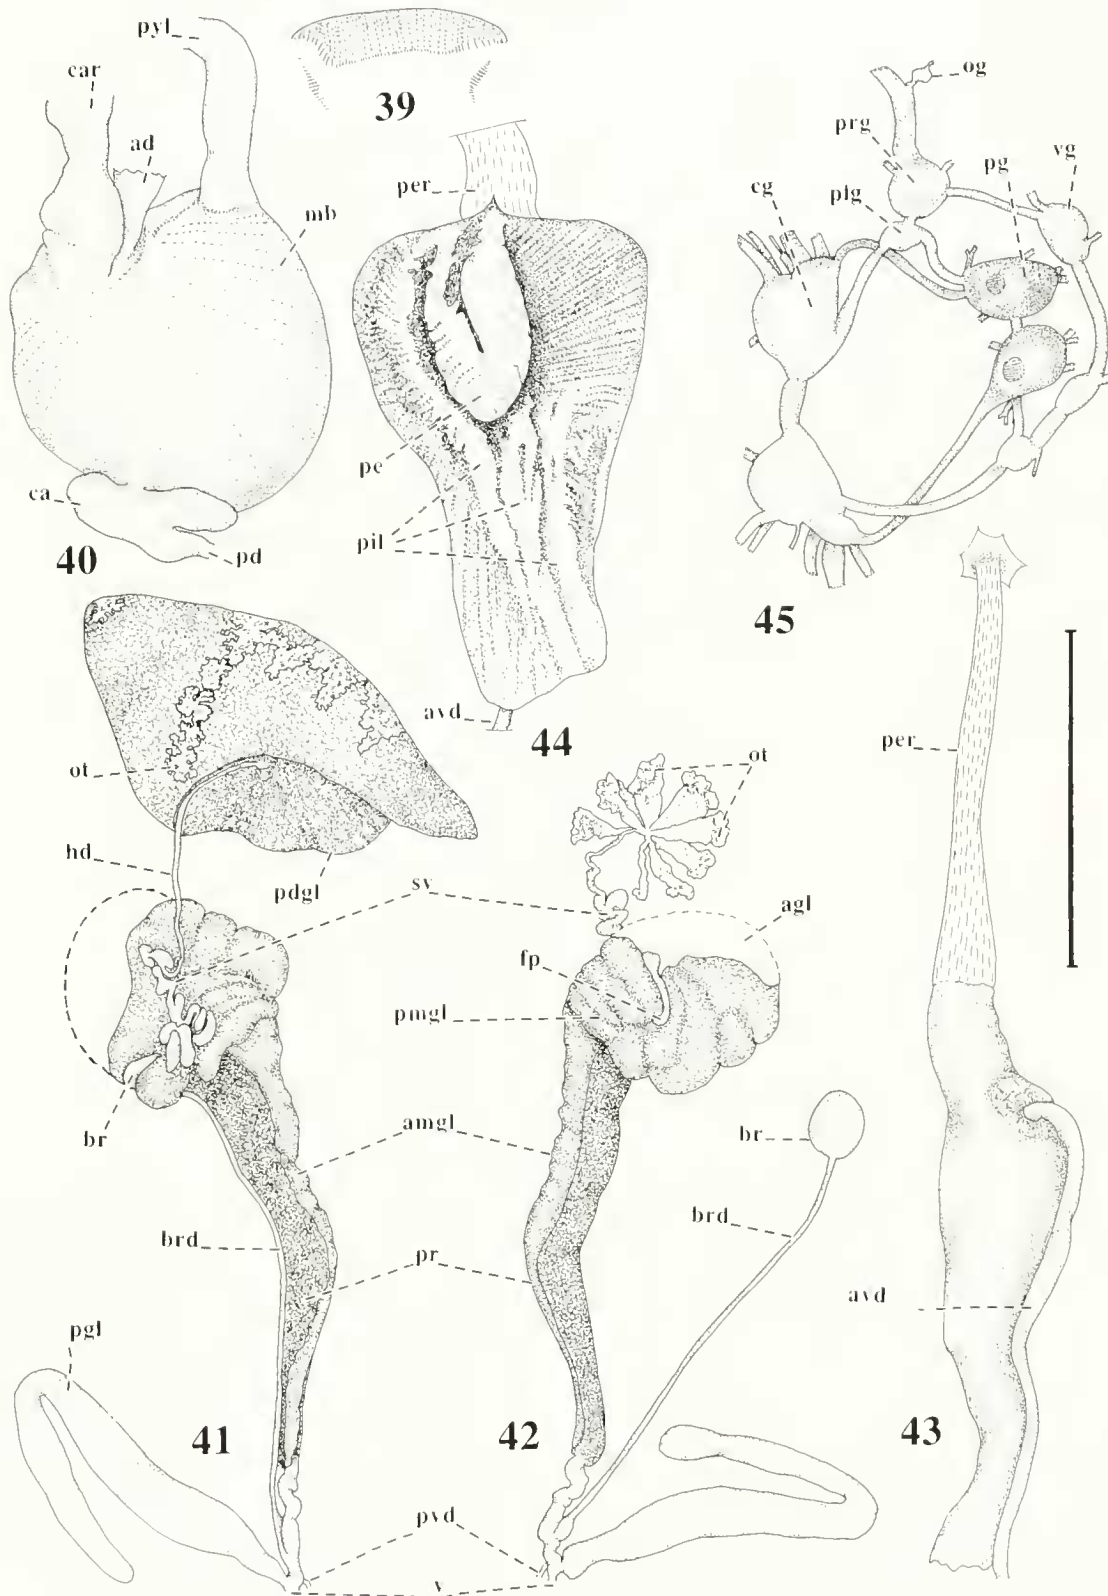 pyl
car
ad
39
og
prg
vg
pg
per
cg
plg
mb
pe
ca
pil
pd
40
45
avd
44
per
ot
ot
hd
pdgl
sv
agl
fp
pmgl
br
amgl
br
brd
brd
pr
avd
pgl
41
42
43
pvd
v